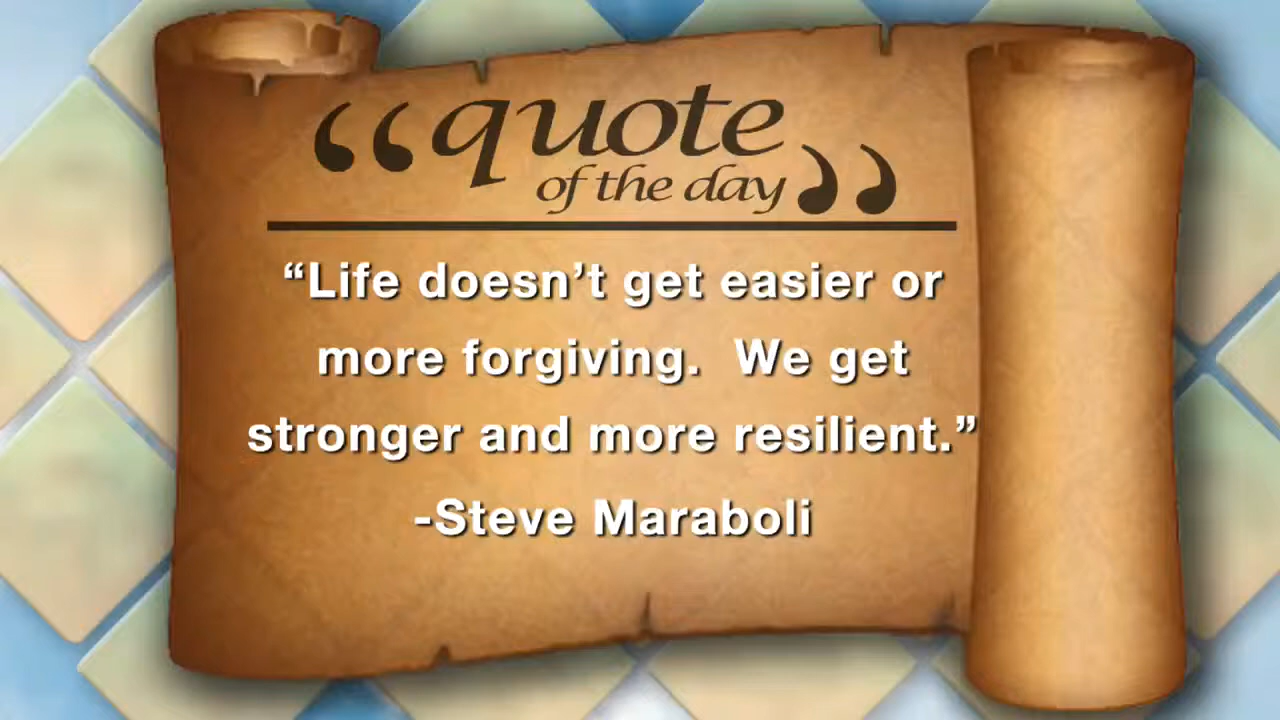 “quote
of the day”
“Life doesn’t get easier or
more forgiving.  We get
stronger and more resilient.”
-Steve Maraboli